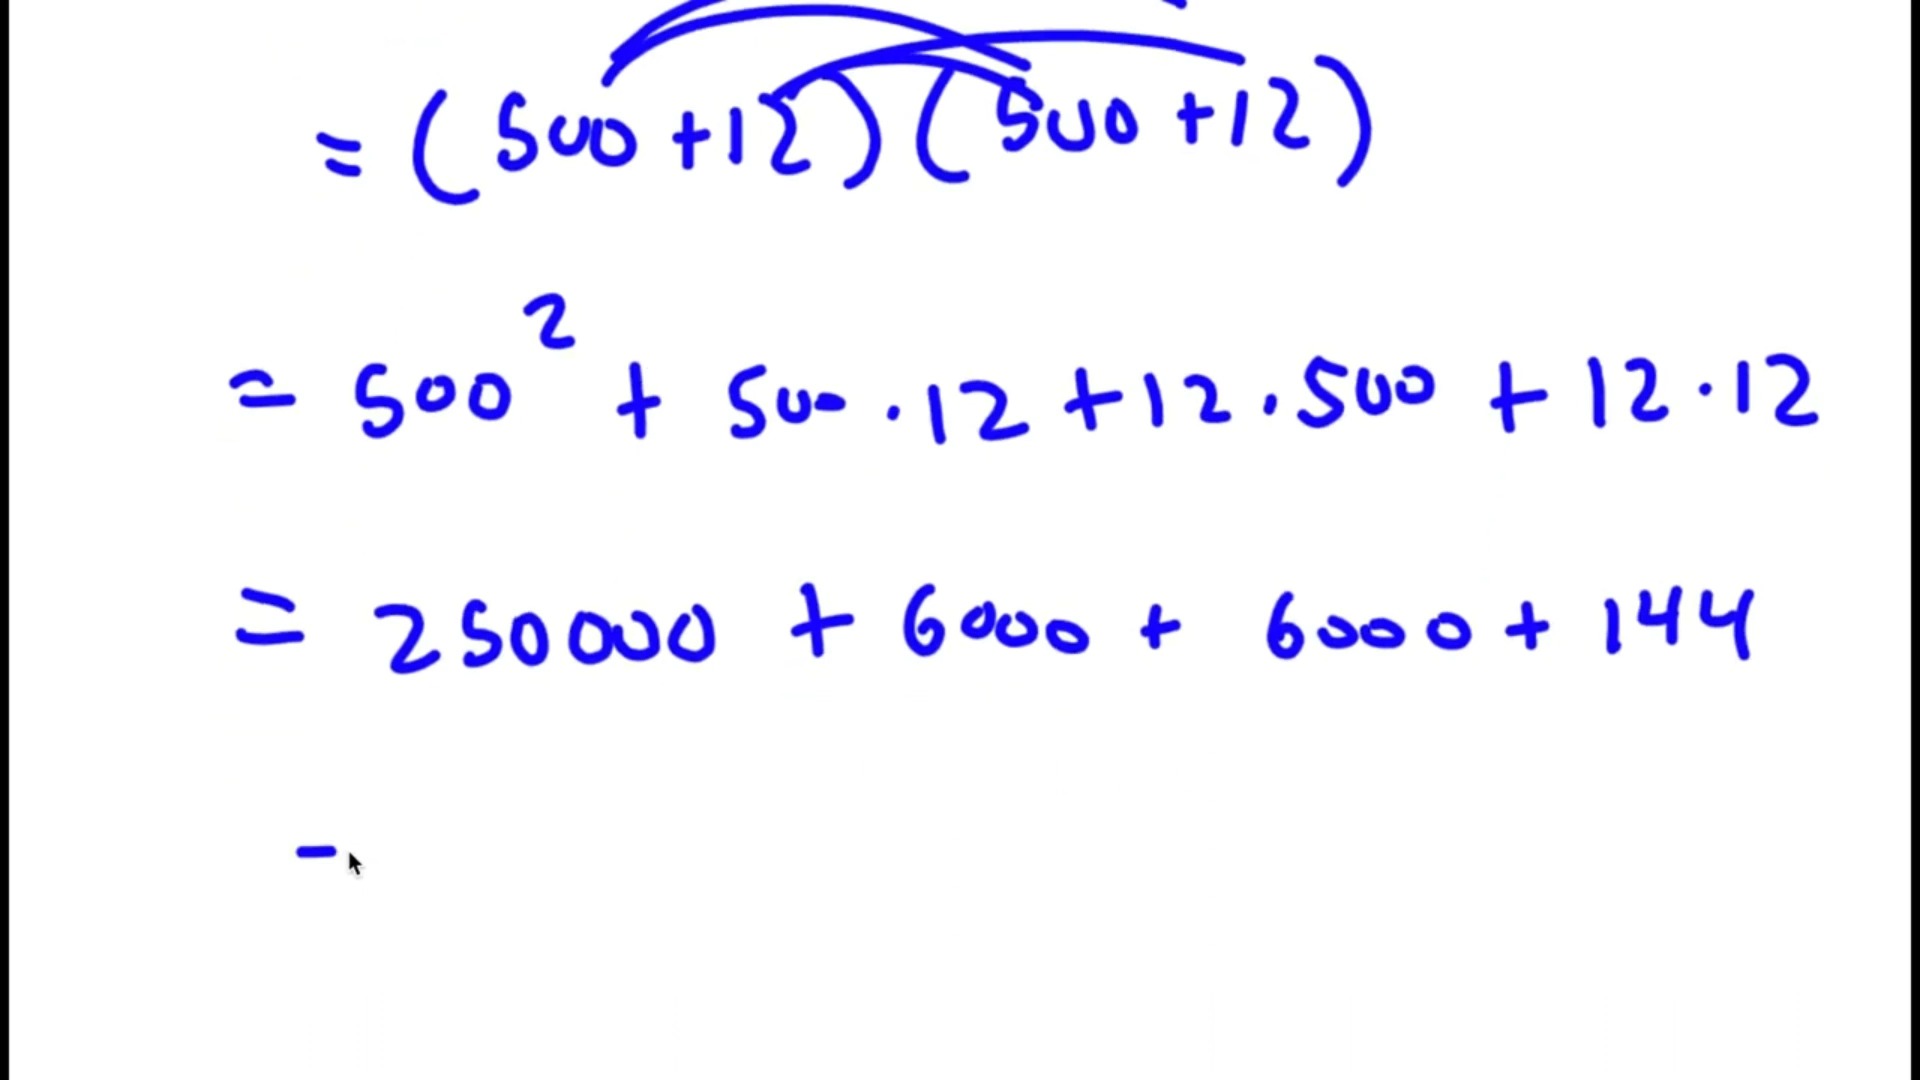 = (500 + 12) (500 + 12)
= 500² + 500 · 12 + 12 · 500 + 12 · 12
= 250000 + 6000 + 6000 + 144
-